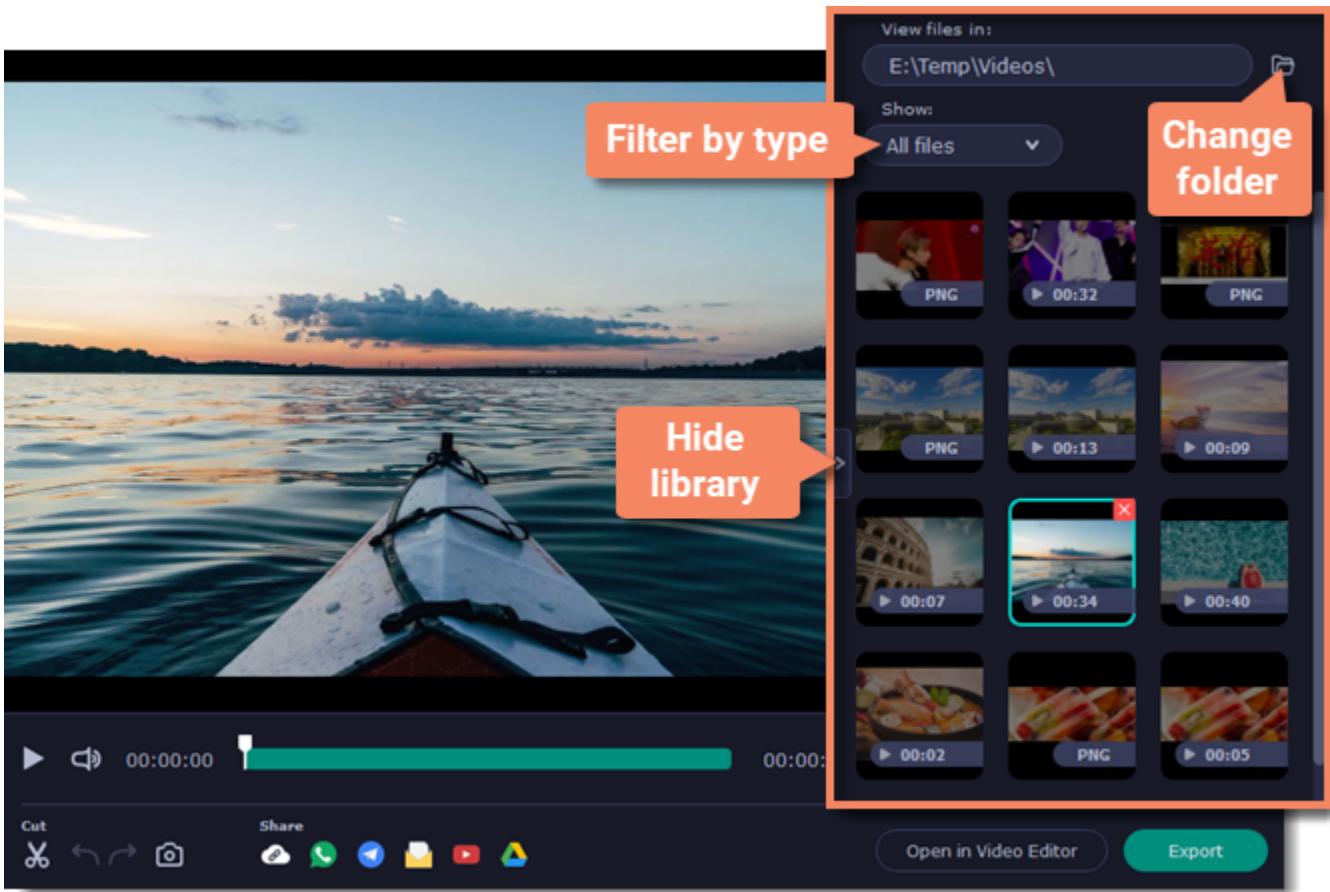 View files in:
E:\Temp\Videos\
Show:
All files
Filter by type
Change
folder
PNG
00:32
PNG
PNG
00:13
00:09
Hide
library
00:07
00:34
00:40
00:02
PNG
00:05
00:00:00
00:00:
Cut
Share
Open in Video Editor
Export